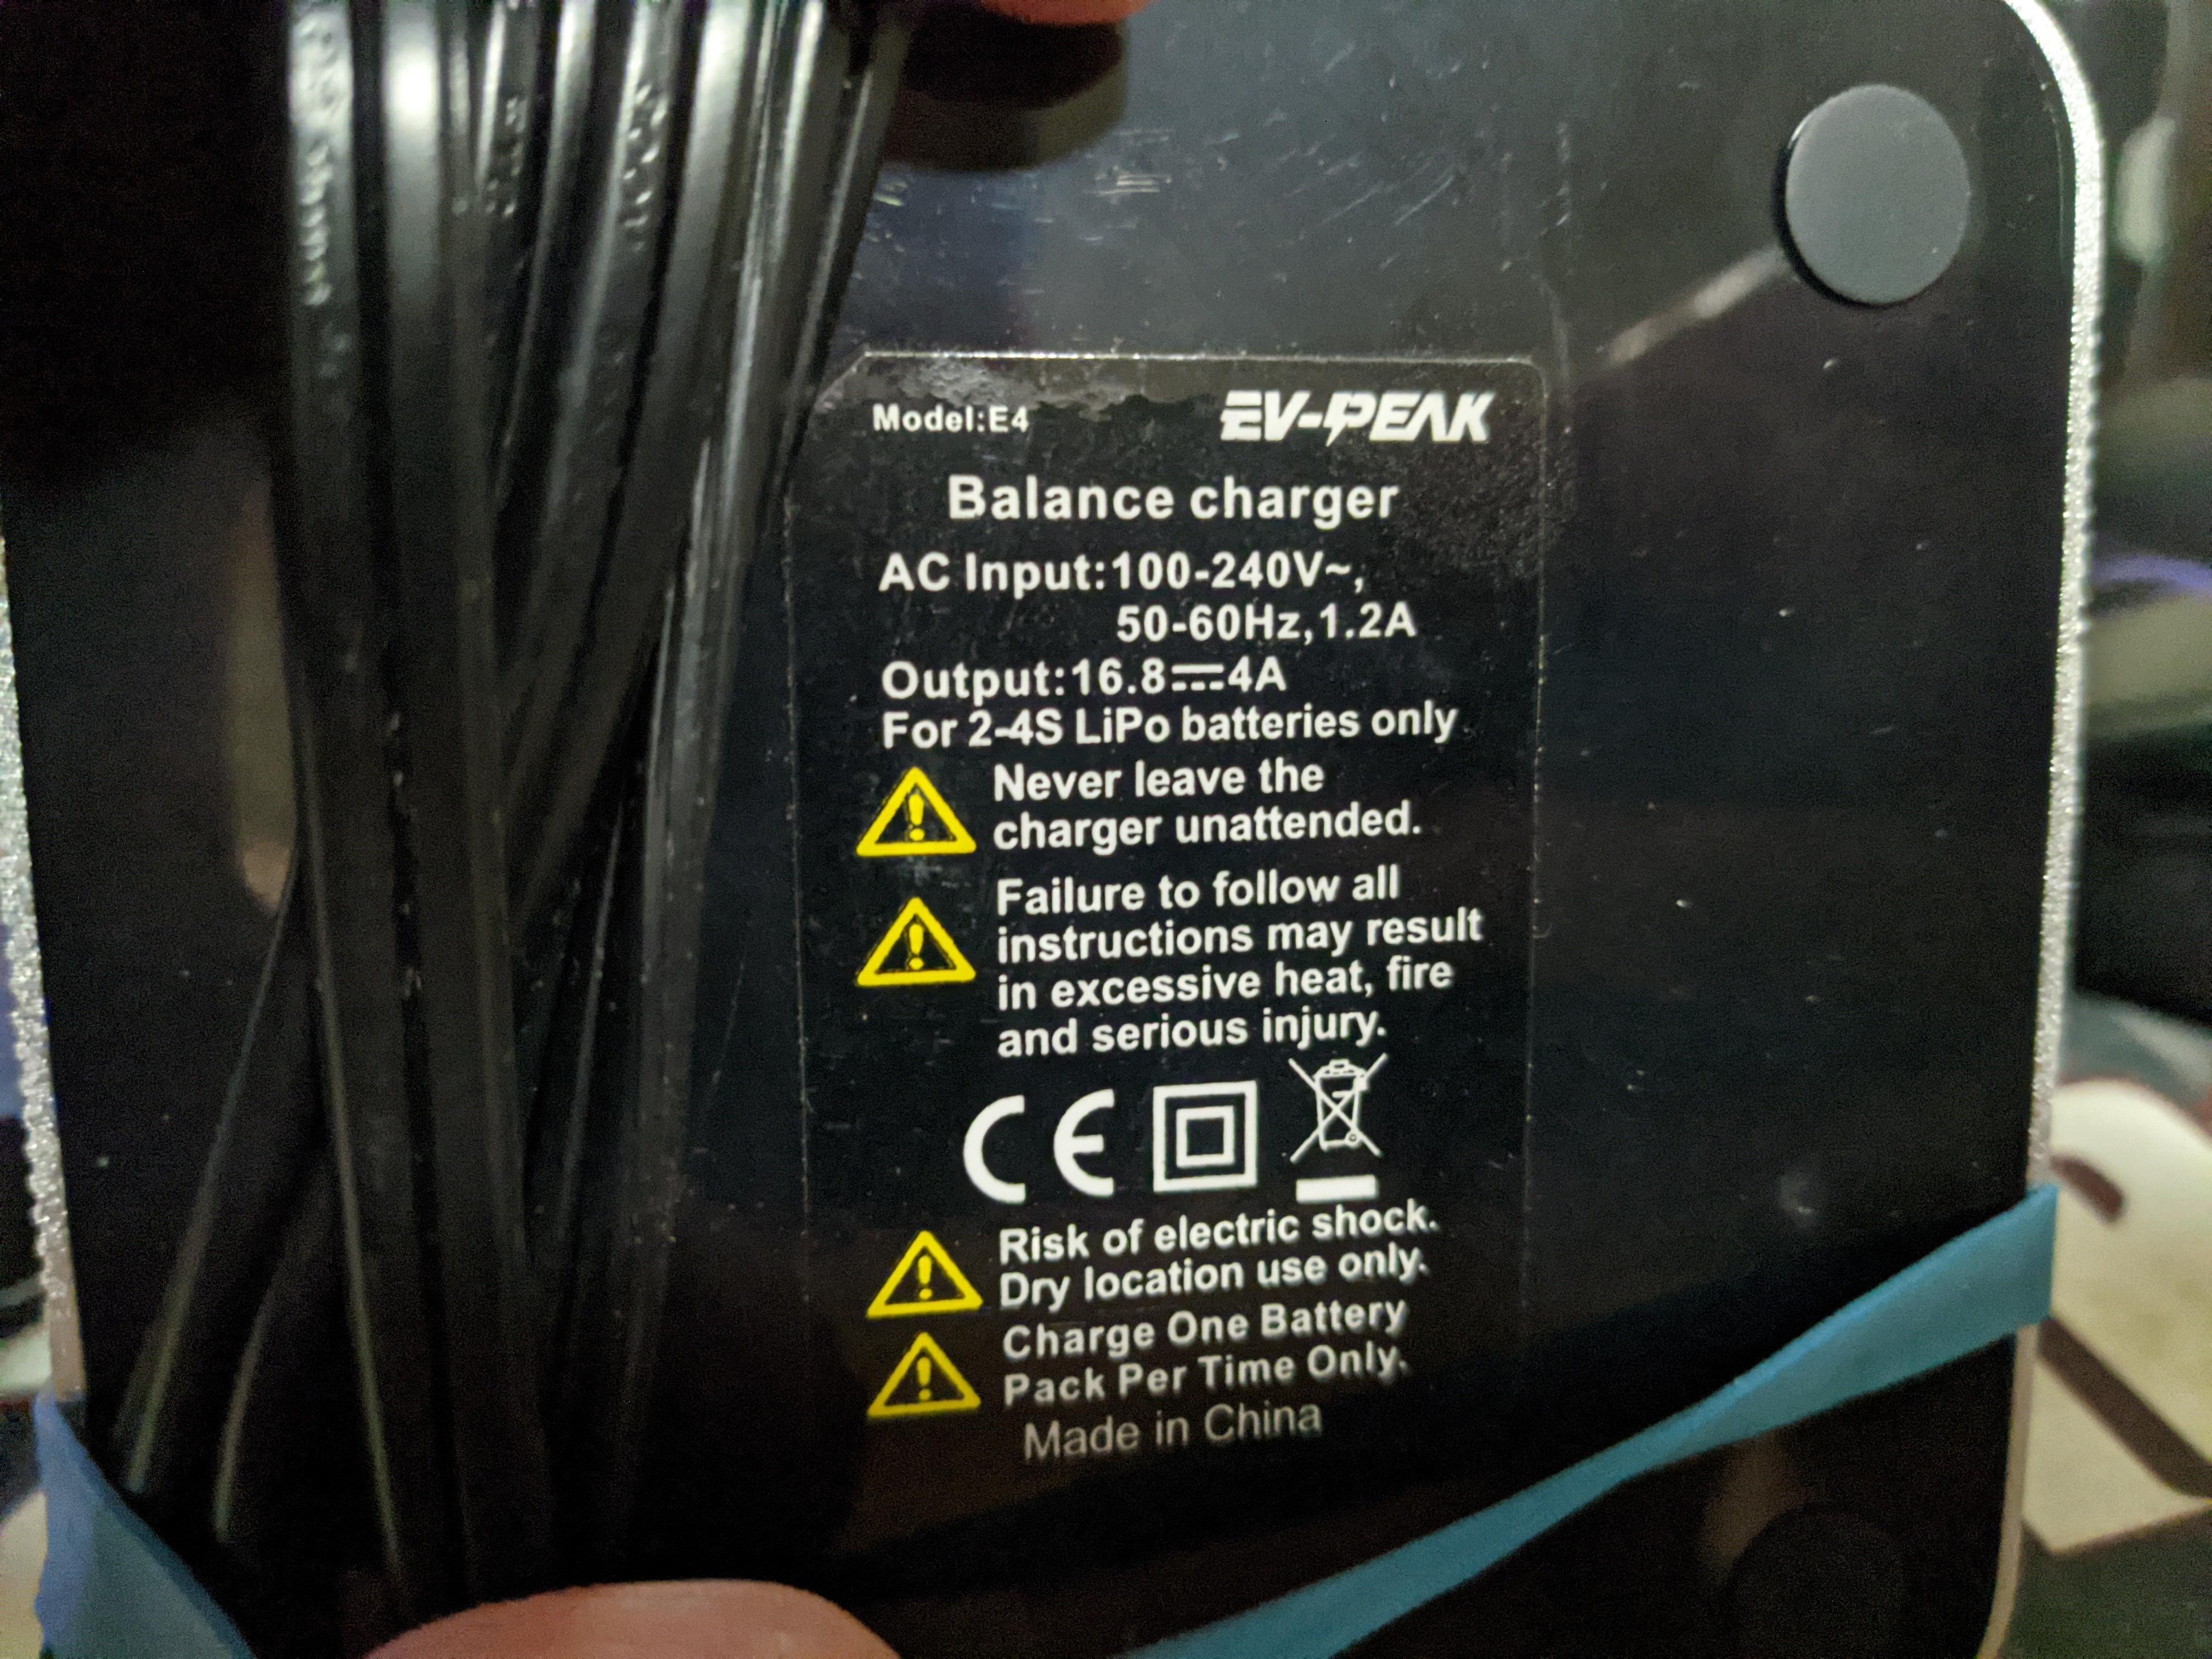 Model:E4 EV-PEAK
Balance charger
AC Input:100-240V~,
50-60Hz,1.2A
Output:16.8⎓4A
For 2-4S LiPo batteries only
Never leave the
charger unattended.
Failure to follow all
instructions may result
in excessive heat, fire
and serious injury.
CE
Risk of electric shock.
Dry location use only.
Charge One Battery
Pack Per Time Only.
Made in China